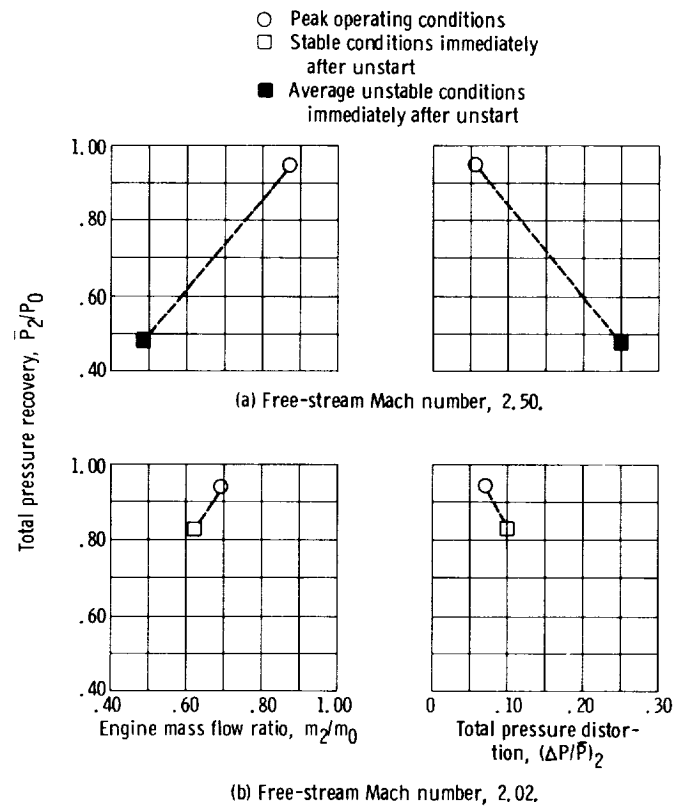 Peak operating conditions
Stable conditions immediately
after unstart
Average unstable conditions
immediately after unstart
Total pressure recovery, P̄2/P0
1.00
.80
.60
.40
(a) Free-stream Mach number, 2.50.
1.00
.80
.60
.40
.40 .60 .80 1.00
Engine mass flow ratio, m2/m0
0 .10 .20 .30
Total pressure distor-
tion, (ΔP/P̄)2
(b) Free-stream Mach number, 2.02.